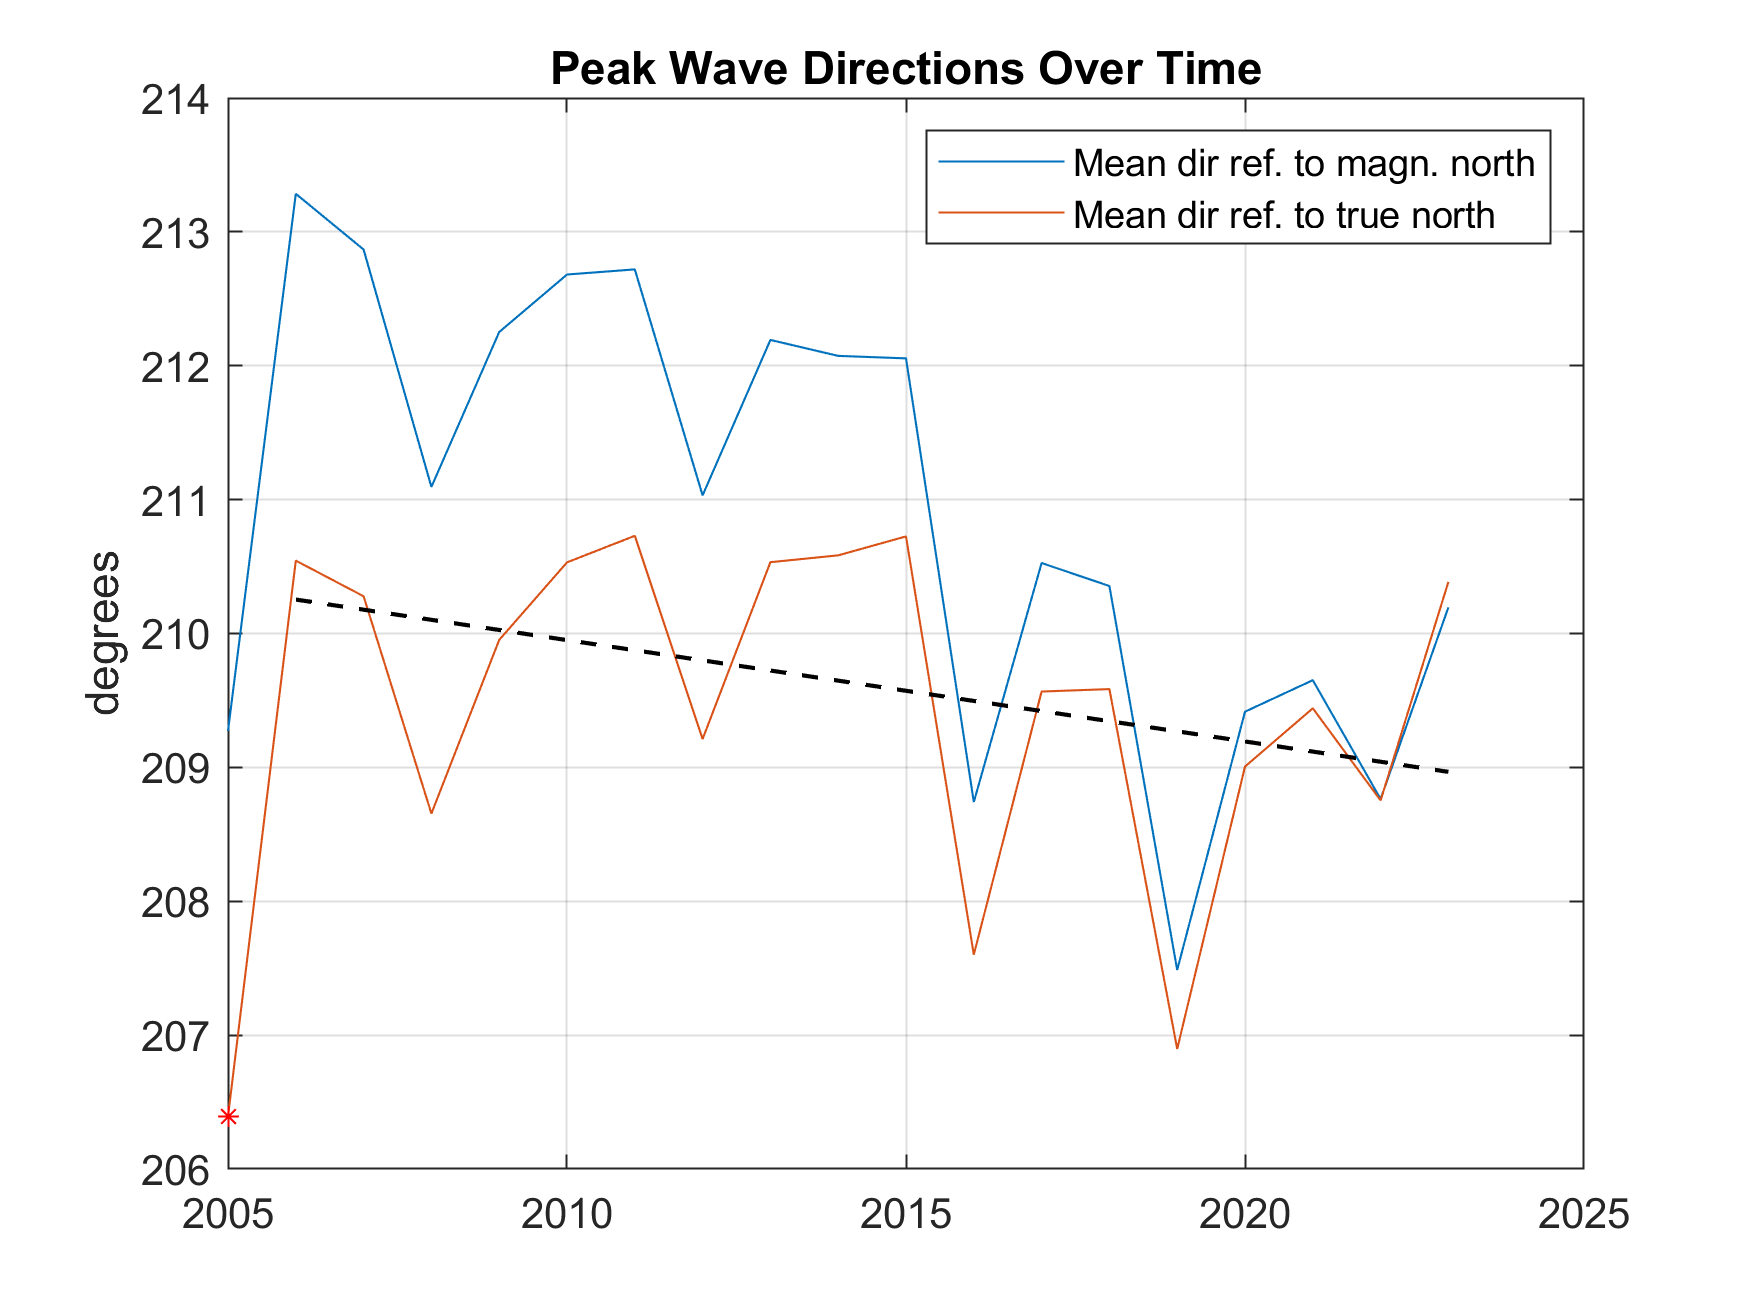 Peak Wave Directions Over Time
214
213
212
211
210
209
208
207
206
degrees
Mean dir ref. to magn. north
Mean dir ref. to true north
2005 2010 2015 2020 2025